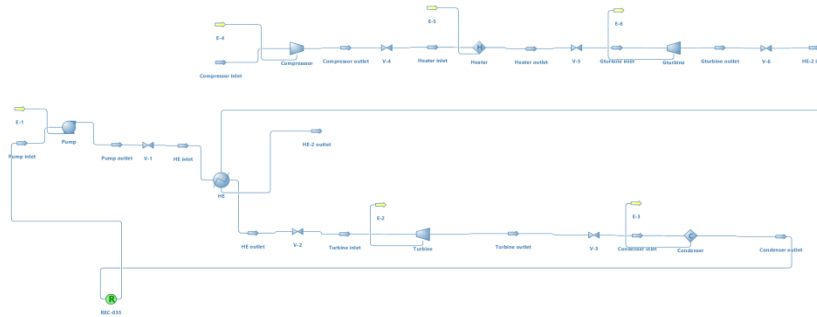 E-5
E-6
E-4
Compressor
Compressor outlet
V-4
Heater inlet
Heater
Heater outlet
V-5
Gturbine inlet
Gturbine
Gturbine outlet
V-6
HE-2 i
Compressor inlet
E-1
Pump
HE-2 outlet
Pump inlet
Pump outlet
V-1
HE inlet
HE
E-2
E-3
HE outlet
V-2
Turbine inlet
Turbine
Turbine outlet
V-3
Condenser inlet
C
Condenser
Condenser outlet
R
REC-035